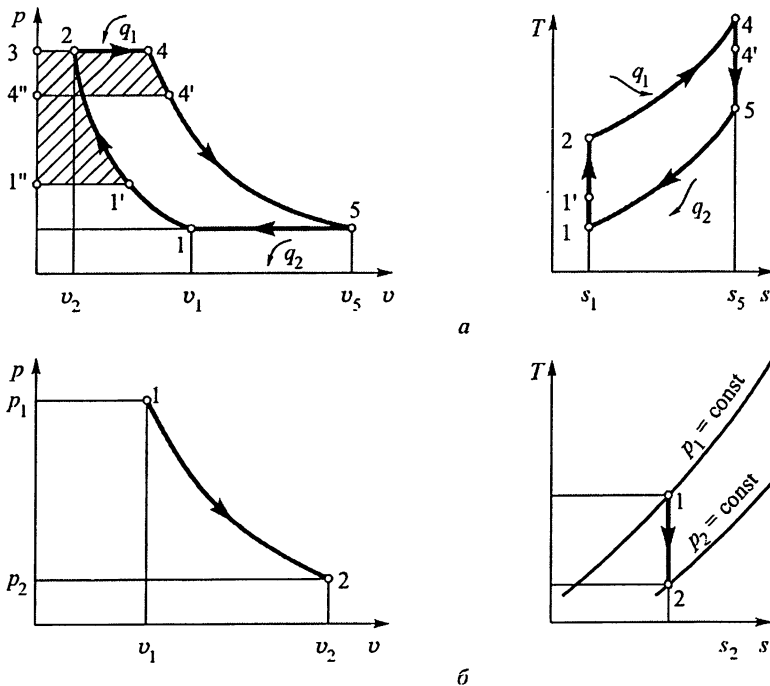 p
3
2
q₁
4
4″
4′
1″
1′
1
5
q₂
v₂
v₁
v₅
v
T
4
4′
q₁
5
2
1′
q₂
1
s₁
s₅
s
а
p
p₁
1
p₂
2
v₁
v₂
v
T
p₁ = const
1
p₂ = const
2
s₂
s
б